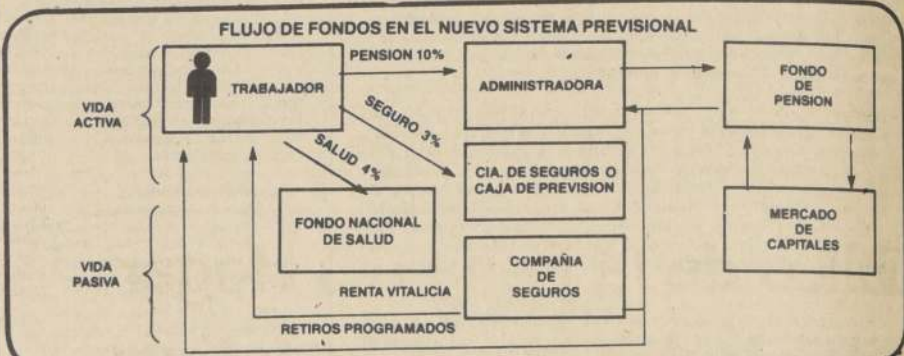 FLUJO DE FONDOS EN EL NUEVO SISTEMA PREVISIONAL
VIDA
ACTIVA
TRABAJADOR
PENSION 10%
SEGURO 3%
SALUD 4%
ADMINISTRADORA
FONDO
DE
PENSION
CIA. DE SEGUROS O
CAJA DE PREVISION
MERCADO
DE
CAPITALES
VIDA
PASIVA
FONDO NACIONAL
DE SALUD
COMPAÑIA
DE
SEGUROS
RENTA VITALICIA
RETIROS PROGRAMADOS